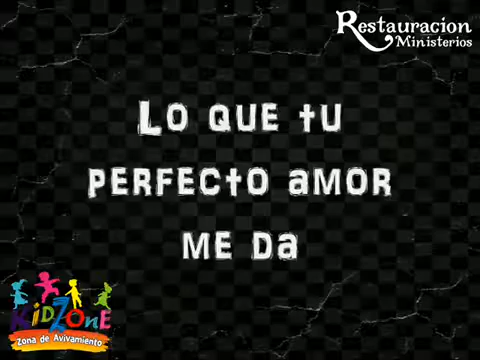 Restauracion
Ministerios
Lo que tu
perfecto amor
me da
KidZone
Zona de Avivamiento